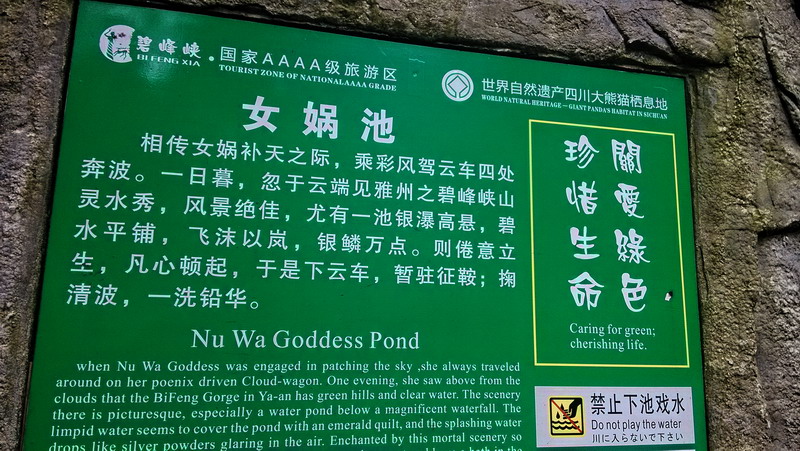 碧峰峡·国家AAAA级旅游区
BI FENG XIA
TOURIST ZONE OF NATIONALAAAA GRADE
世界自然遗产四川大熊猫栖息地
WORLD NATURAL HERITAGE — GIANT PANDA'S HABITAT IN SICHUAN
女娲池
相传女娲补天之际，乘彩风驾云车四处
奔波。一日暮，忽于云端见雅州之碧峰峡山
灵水秀，风景绝佳，尤有一池银瀑高悬，碧
水平铺，飞沫以岚，银鳞万点。则倦意立
生，凡心顿起，于是下云车，暂驻征鞍；掬
清波，一洗铅华。
Nu Wa Goddess Pond
when Nu Wa Goddess was engaged in patching the sky ,she always traveled
around on her poenix driven Cloud-wagon. One evening, she saw above from the
clouds that the BiFeng Gorge in Ya-an has green hills and clear water. The scenery
there is picturesque, especially a water pond below a magnificent waterfall. The
limpid water seems to cover the pond with an emerald quilt, and the splashing water
drops like silver powders glaring in the air. Enchanted by this mortal scenery so
關愛綠色
珍惜生命
Caring for green;
cherishing life.
禁止下池戏水
Do not play the water
川に入らないで下さい